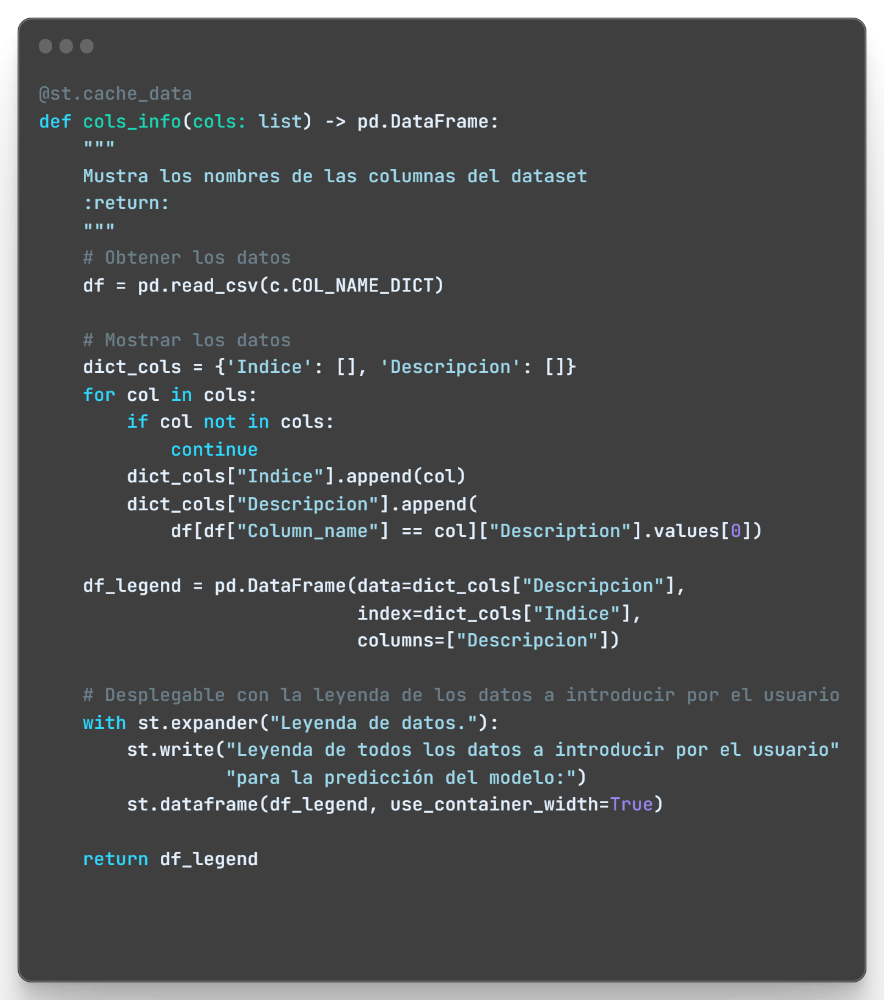 @st.cache_data
def cols_info(cols: list) -> pd.DataFrame:
    """
    Mustra los nombres de las columnas del dataset
    :return:
    """
    # Obtener los datos
    df = pd.read_csv(c.COL_NAME_DICT)

    # Mostrar los datos
    dict_cols = {'Indice': [], 'Descripcion': []}
    for col in cols:
        if col not in cols:
            continue
        dict_cols["Indice"].append(col)
        dict_cols["Descripcion"].append(
            df[df["Column_name"] == col]["Description"].values[0])

    df_legend = pd.DataFrame(data=dict_cols["Descripcion"],
                             index=dict_cols["Indice"],
                             columns=["Descripcion"])

    # Desplegable con la leyenda de los datos a introducir por el usuario
    with st.expander("Leyenda de datos."):
        st.write("Leyenda de todos los datos a introducir por el usuario"
                 "para la predicción del modelo:")
        st.dataframe(df_legend, use_container_width=True)

    return df_legend